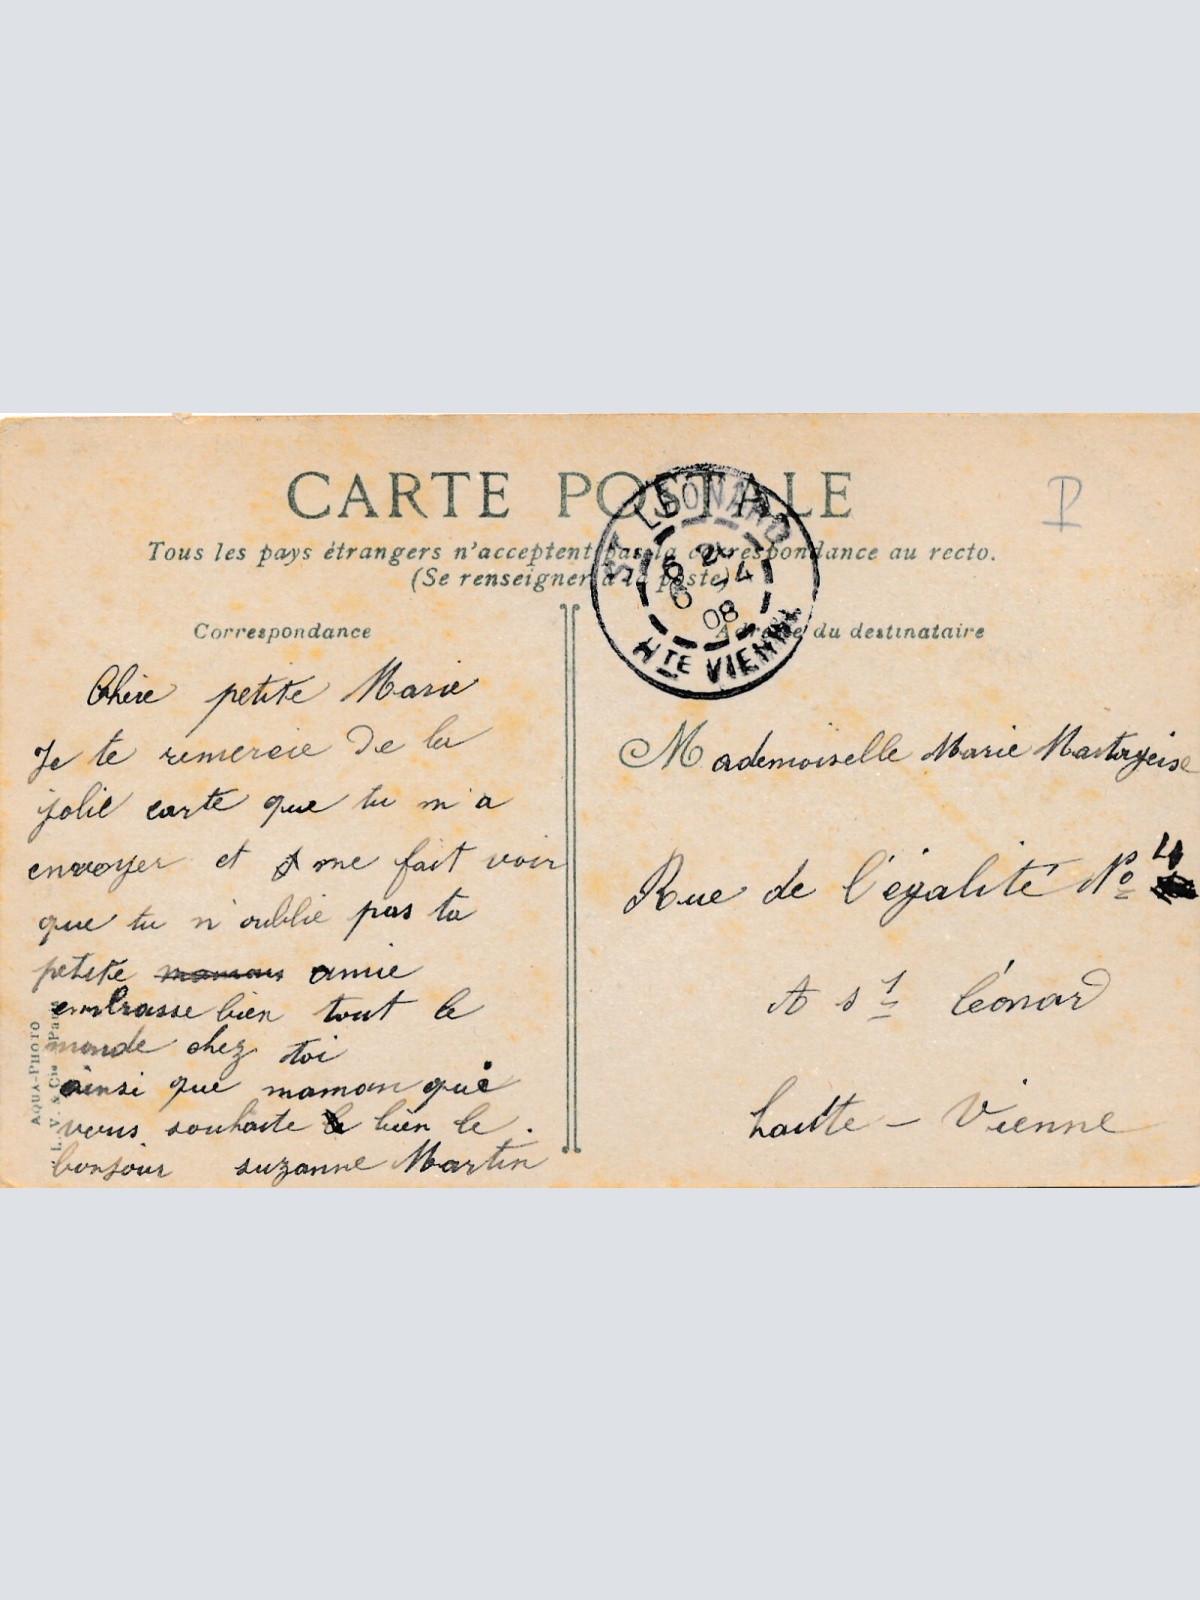 CARTE POSTALE
Tous les pays étrangers n'acceptent pas la correspondance au recto.
(Se renseigner à la poste)
Correspondance
Chère petite Marie
Je te remercie de la
jolie carte que tu m'a
envoyer et me fait voir
que tu n'oublie pas ta
petite amie
embrasse bien tout le
monde chez toi
ainsi que maman qui
vous souhaite bien le.
bonjour suzanne Martin
AQUA-PHOTO
L. V. & Cie Paris
ST LÉONARD
6 4
08
HTE VIENNE
P
Adresse du destinataire
Mademoiselle Marie
Rue de l'égalité No 4
A st léonard
haute - Vienne